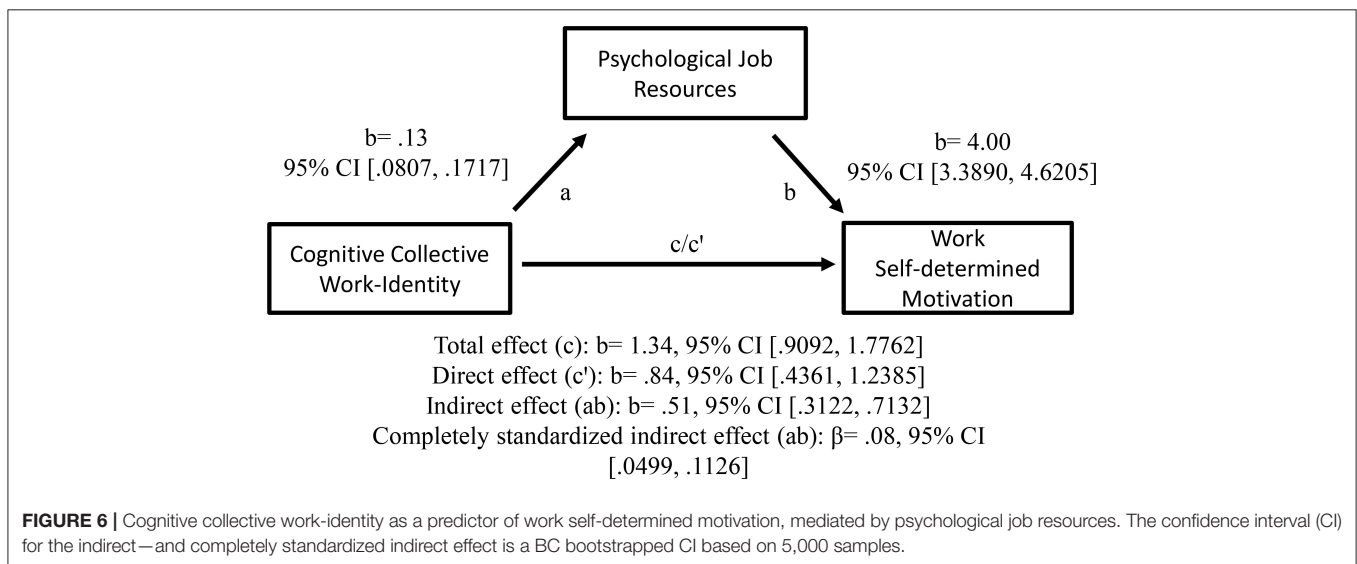 Psychological Job
Resources
b= .13
95% CI [.0807, .1717]
b= 4.00
95% CI [3.3890, 4.6205]
a
b
Cognitive Collective
Work-Identity
c/c'
Work
Self-determined
Motivation
Total effect (c): b= 1.34, 95% CI [.9092, 1.7762]
Direct effect (c'): b= .84, 95% CI [.4361, 1.2385]
Indirect effect (ab): b= .51, 95% CI [.3122, .7132]
Completely standardized indirect effect (ab): β= .08, 95% CI
[.0499, .1126]
FIGURE 6 | Cognitive collective work-identity as a predictor of work self-determined motivation, mediated by psychological job resources. The confidence interval (CI)
for the indirect—and completely standardized indirect effect is a BC bootstrapped CI based on 5,000 samples.